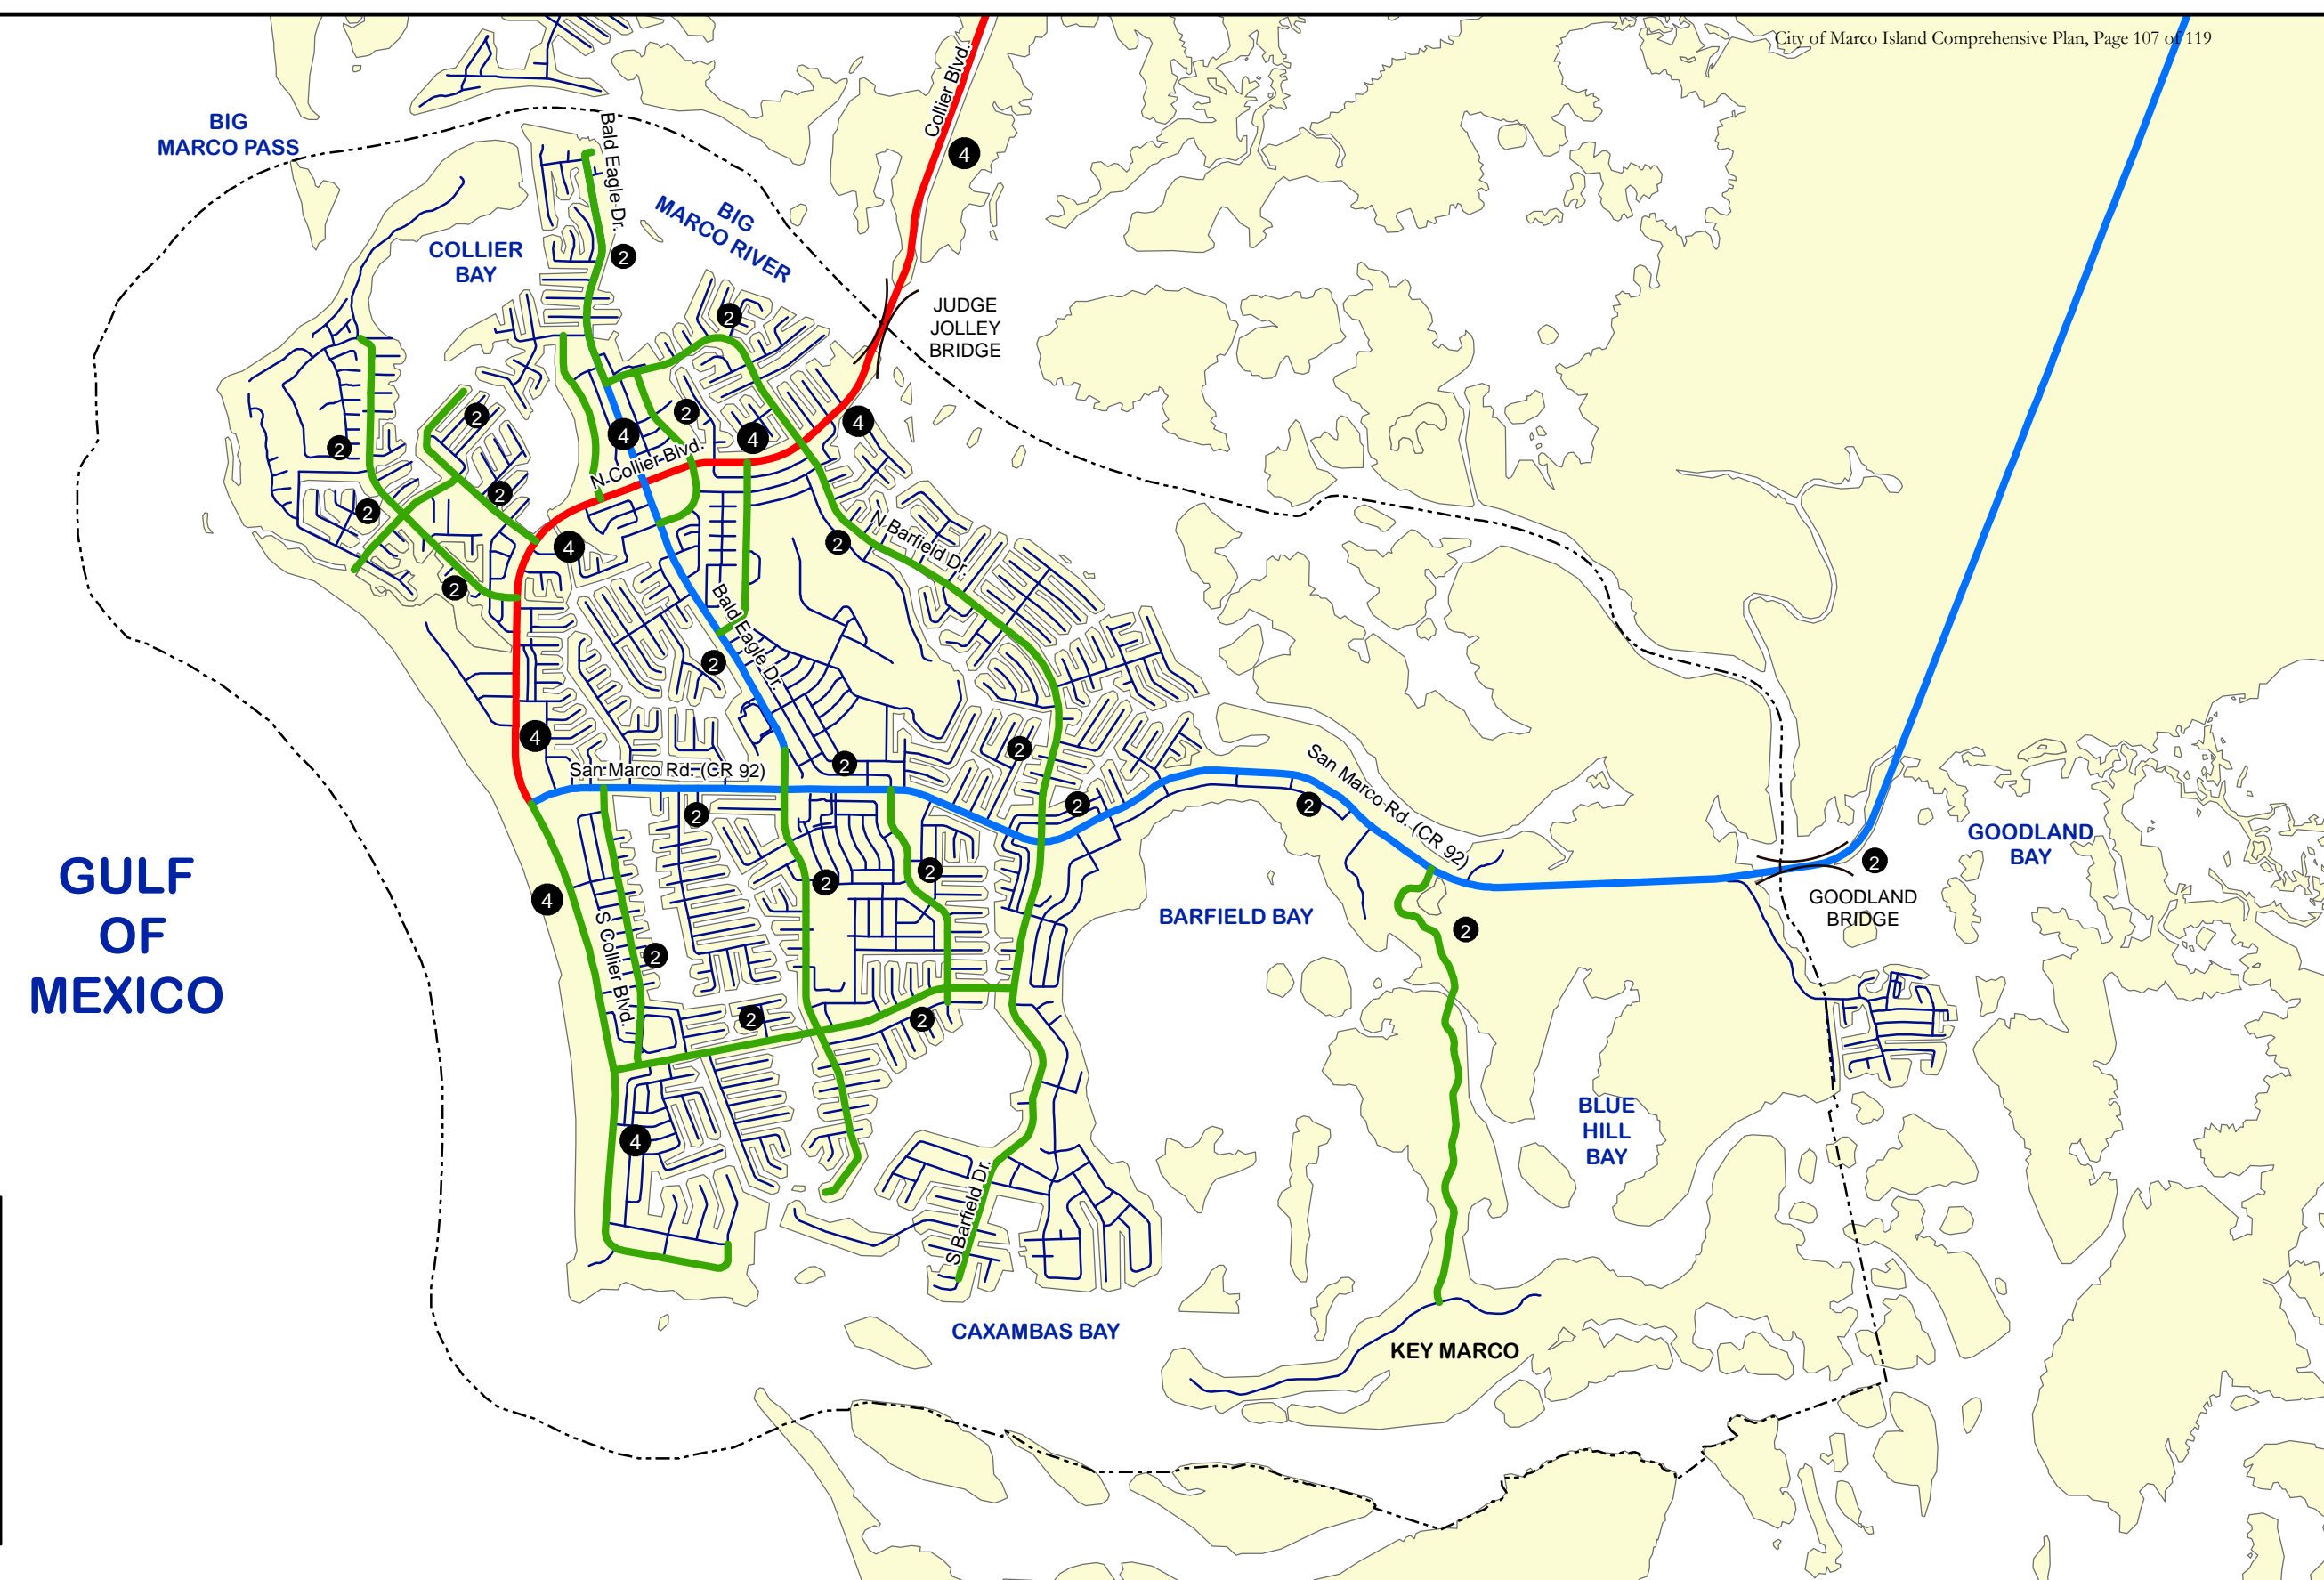 City of Marco Island Comprehensive Plan, Page 107 of 119
Collier Blvd.
4
BIG
MARCO PASS
Bald Eagle Dr.
BIG
MARCO RIVER
COLLIER
BAY
2
JUDGE
JOLLEY
BRIDGE
2
2
2
4
4
4
2
N Collier Blvd.
2
2
4
2
N Barfield Dr.
2
Bald Eagle Dr.
2
4
2
2
San Marco Rd. (CR 92)
San Marco Rd. (CR 92)
2
2
2
GOODLAND
BAY
2
GOODLAND
BRIDGE
GULF
OF
MEXICO
4
2
2
BARFIELD BAY
2
S Collier Blvd.
2
2
2
BLUE
HILL
BAY
4
S Barfield Dr.
CAXAMBAS BAY
KEY MARCO